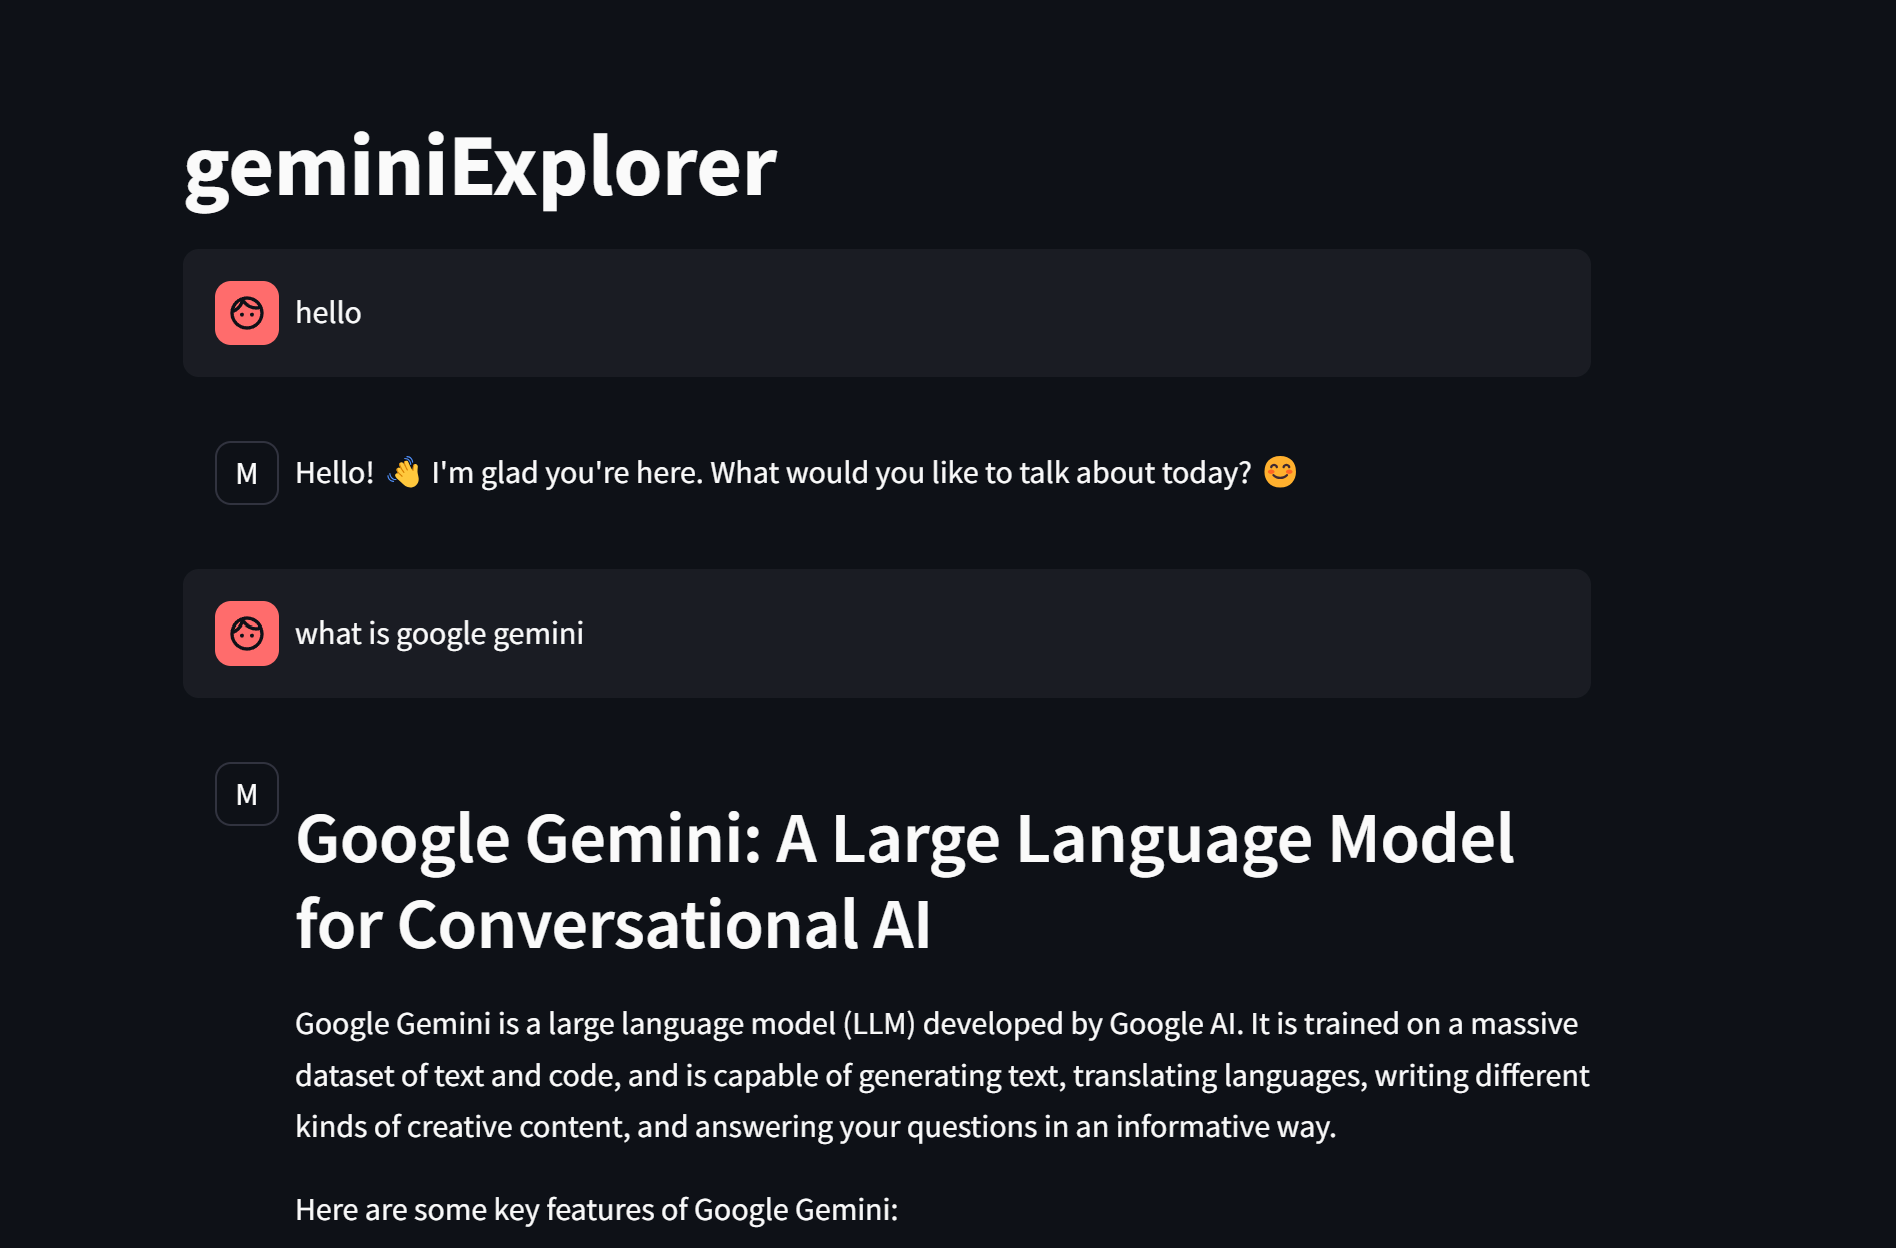 geminiExplorer
hello
M
Hello! 👋 I'm glad you're here. What would you like to talk about today? 😊
what is google gemini
M
Google Gemini: A Large Language Model
for Conversational AI
Google Gemini is a large language model (LLM) developed by Google AI. It is trained on a massive
dataset of text and code, and is capable of generating text, translating languages, writing different
kinds of creative content, and answering your questions in an informative way.
Here are some key features of Google Gemini: